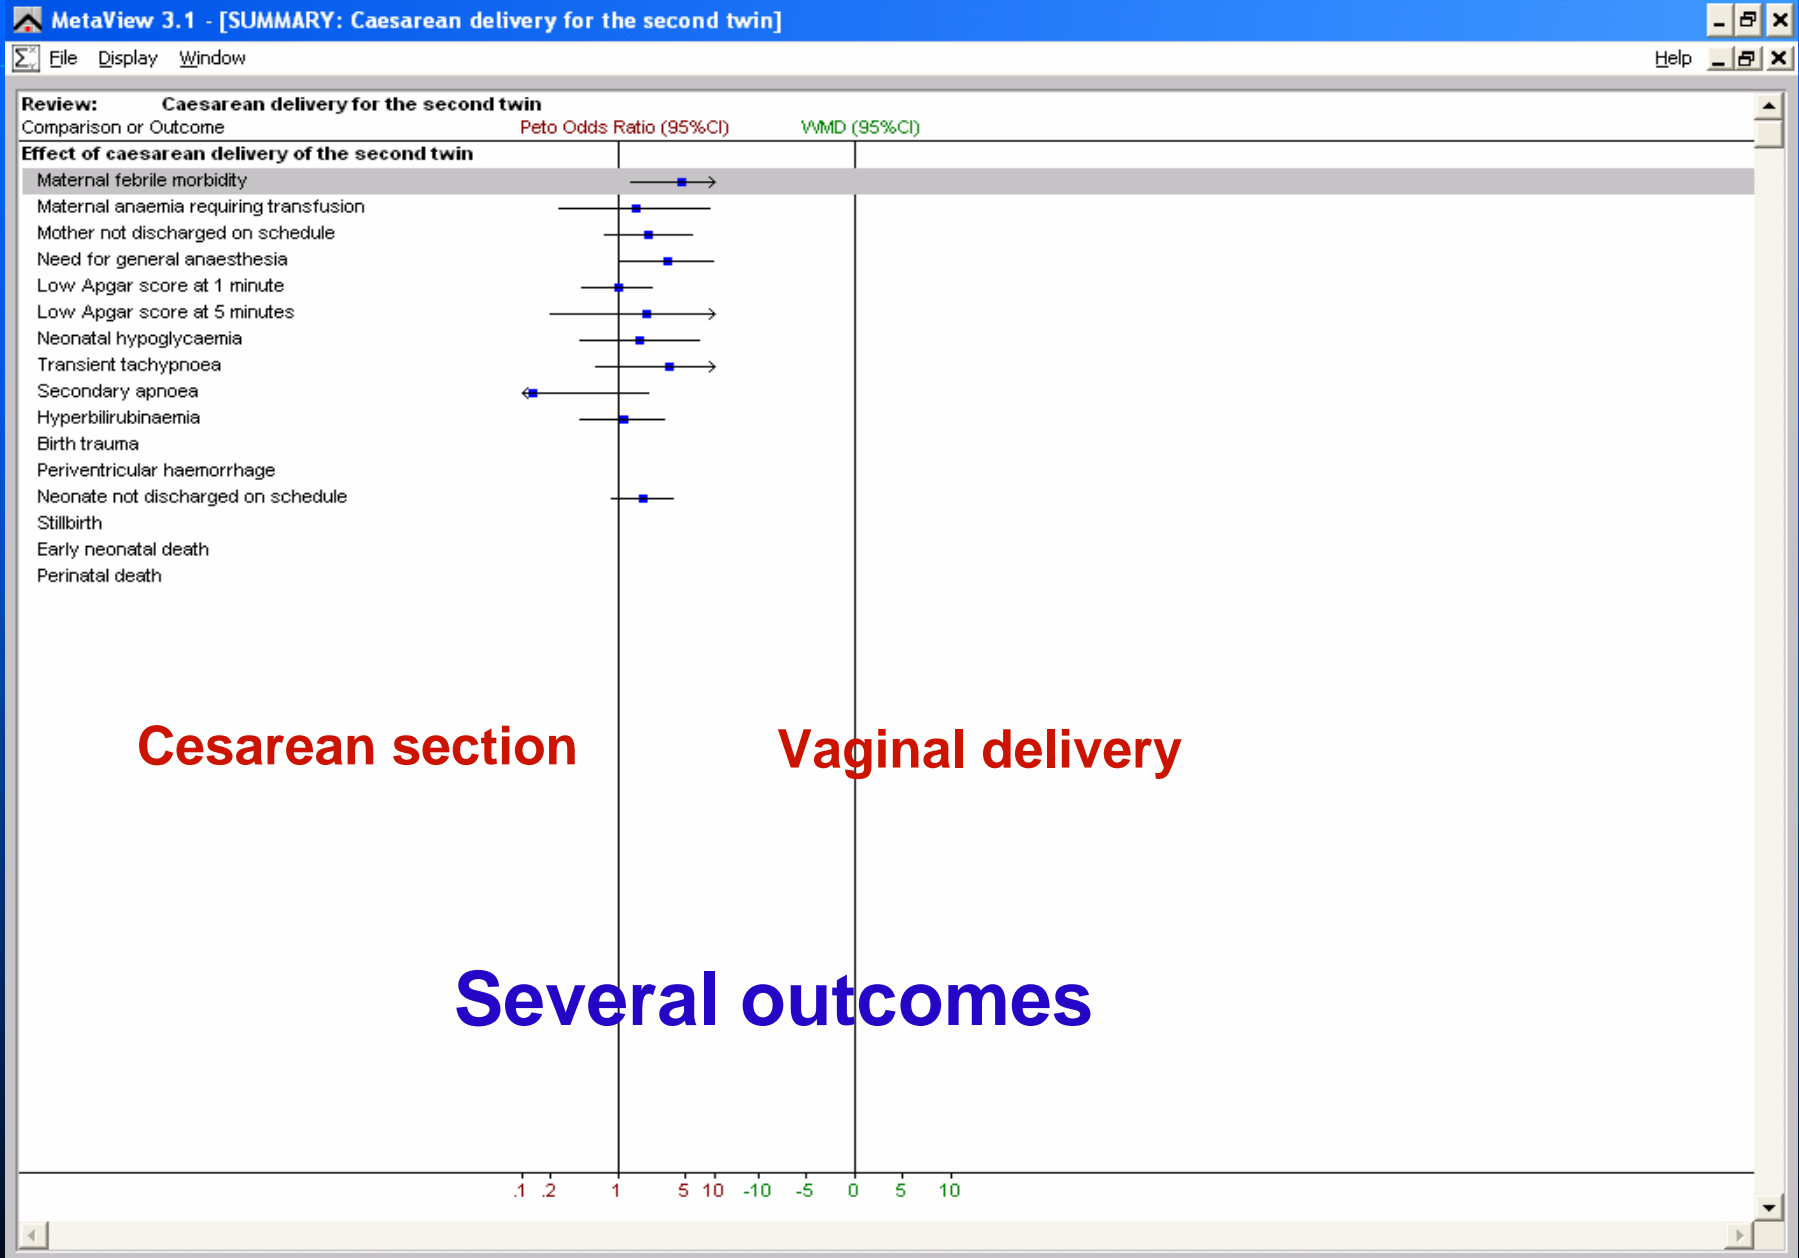 MetaView 3.1 - [SUMMARY: Caesarean delivery for the second twin]
File Display Window Help
Review: Caesarean delivery for the second twin
Comparison or Outcome Peto Odds Ratio (95%CI) WMD (95%CI)
Effect of caesarean delivery of the second twin
Maternal febrile morbidity
Maternal anaemia requiring transfusion
Mother not discharged on schedule
Need for general anaesthesia
Low Apgar score at 1 minute
Low Apgar score at 5 minutes
Neonatal hypoglycaemia
Transient tachypnoea
Secondary apnoea
Hyperbilirubinaemia
Birth trauma
Periventricular haemorrhage
Neonate not discharged on schedule
Stillbirth
Early neonatal death
Perinatal death
Cesarean section Vaginal delivery
Several outcomes
.1 .2 1 5 10 -10 -5 0 5 10